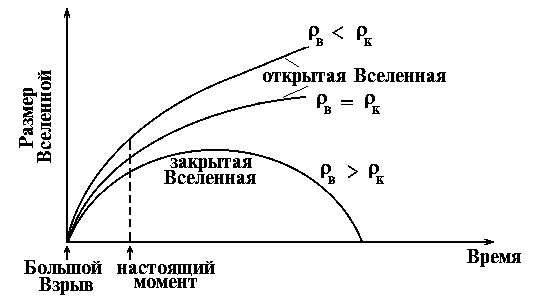 Размер
Вселенной
ρв < ρк
открытая Вселенная
ρв = ρк
закрытая
Вселенная
ρв > ρк
Время
Большой
Взрыв
настоящий
момент